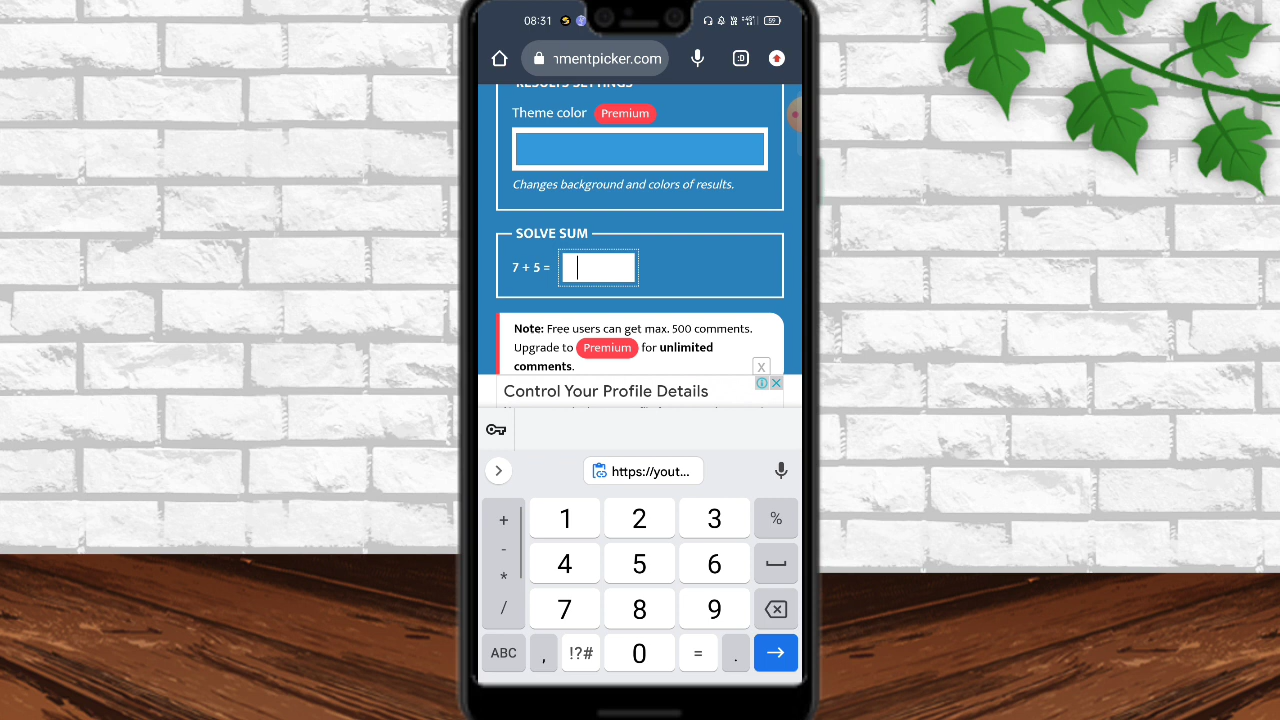 08:31
59
nmentpicker.com
:D
RESULTS SETTINGS
Theme color Premium
Changes background and colors of results.
SOLVE SUM
7 + 5 =
Note: Free users can get max. 500 comments.
Upgrade to Premium for unlimited
comments.
X
Control Your Profile Details
https://yout...
+ 1 2 3 %
- 4 5 6
*
/ 7 8 9
ABC , !?# 0 = .